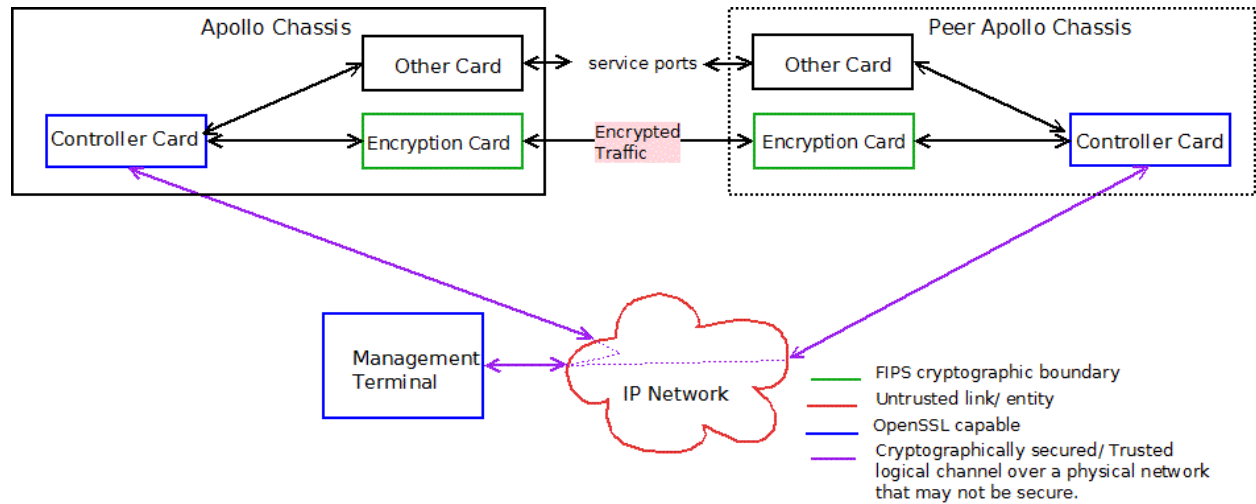 Apollo Chassis
Peer Apollo Chassis
Other Card
service ports
Other Card
Controller Card
Encryption Card
Encrypted
Traffic
Encryption Card
Controller Card
Management
Terminal
IP Network
FIPS cryptographic boundary
Untrusted link/ entity
OpenSSL capable
Cryptographically secured/ Trusted
logical channel over a physical network
that may not be secure.